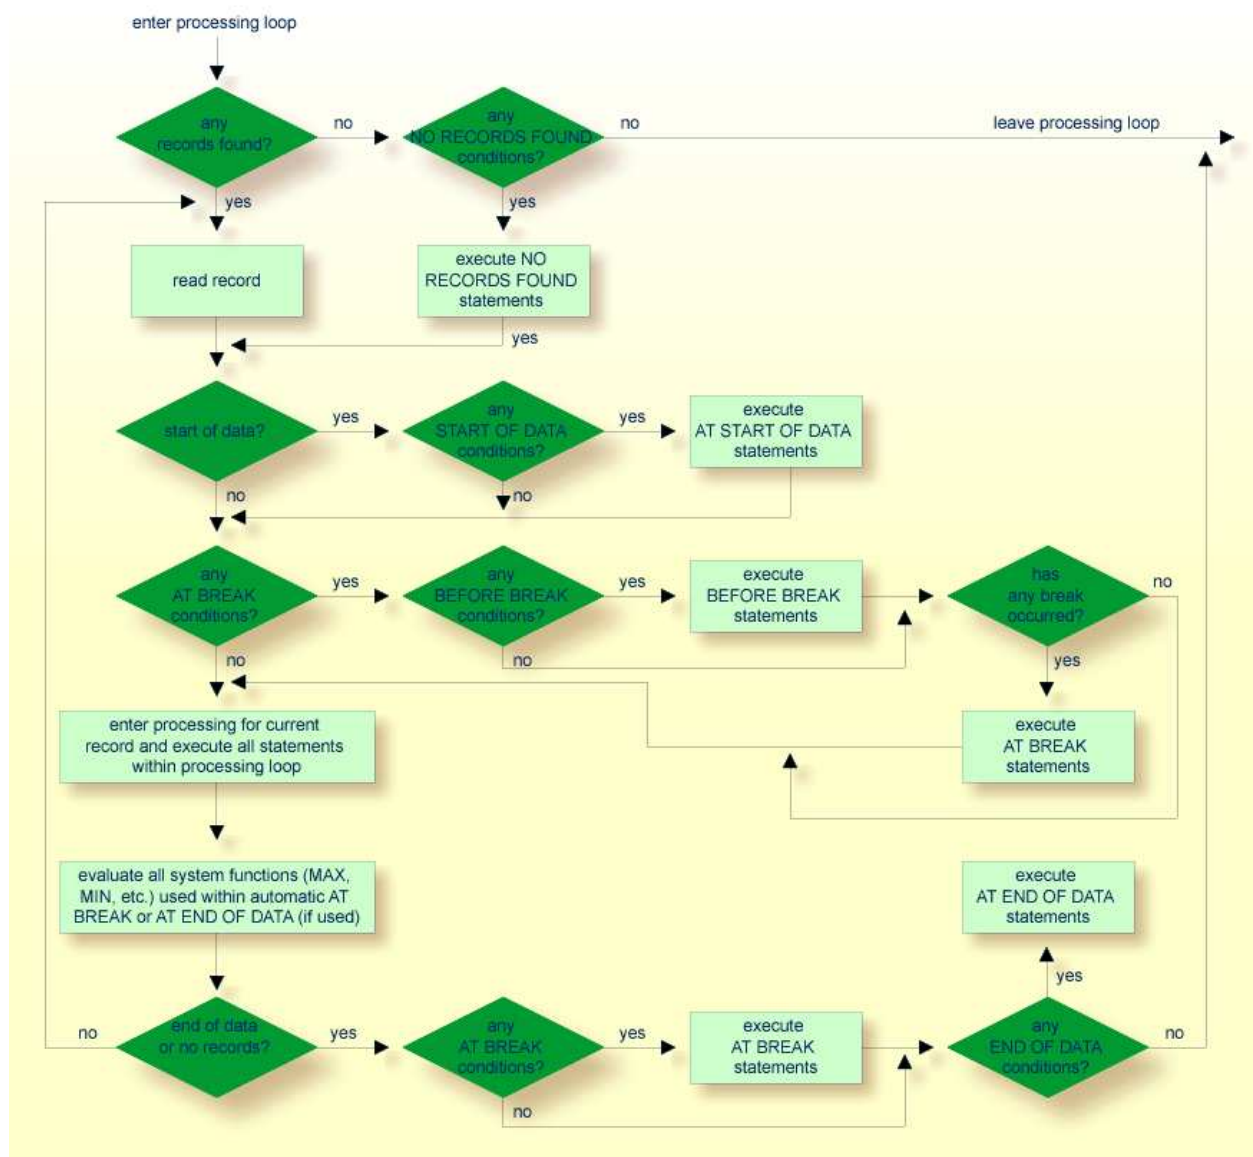 enter processing loop
any
records found?
no
any
NO RECORDS FOUND
conditions?
no
leave processing loop
yes
yes
read record
execute NO
RECORDS FOUND
statements
yes
start of data?
yes
any
START OF DATA
conditions?
yes
execute
AT START OF DATA
statements
no
no
any
AT BREAK
conditions?
yes
any
BEFORE BREAK
conditions?
yes
execute
BEFORE BREAK
statements
has
any break
occurred?
no
no
no
yes
enter processing for current
record and execute all statements
within processing loop
execute
AT BREAK
statements
evaluate all system functions (MAX,
MIN, etc.) used within automatic AT
BREAK or AT END OF DATA (if used)
execute
AT END OF DATA
statements
yes
no
end of data
or no records?
yes
any
AT BREAK
conditions?
yes
execute
AT BREAK
statements
any
END OF DATA
conditions?
no
no